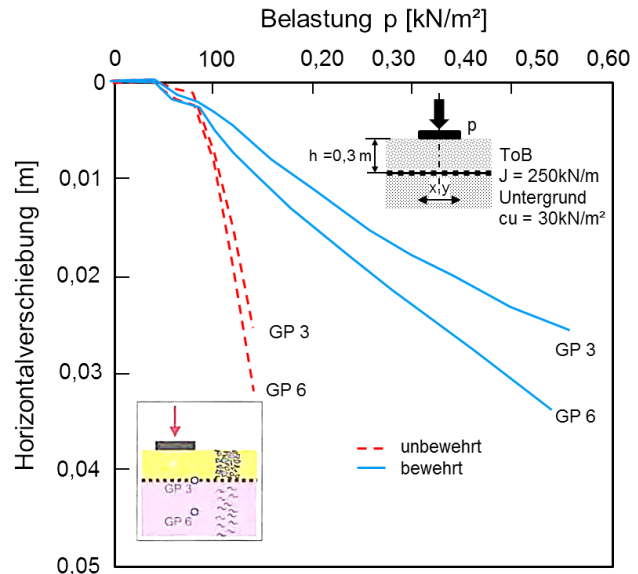 Belastung p [kN/m²]
0 100 0,20 0,30 0,40 0,50 0,60
Horizontalverschiebung [m]
0
0,01
0,02
0,03
0,04
0.05
p
h = 0,3 m
ToB
J = 250kN/m
x,y
Untergrund
cu = 30kN/m²
GP 3
GP 6
GP 3
GP 6
unbewehrt
bewehrt
GP 3
GP 6